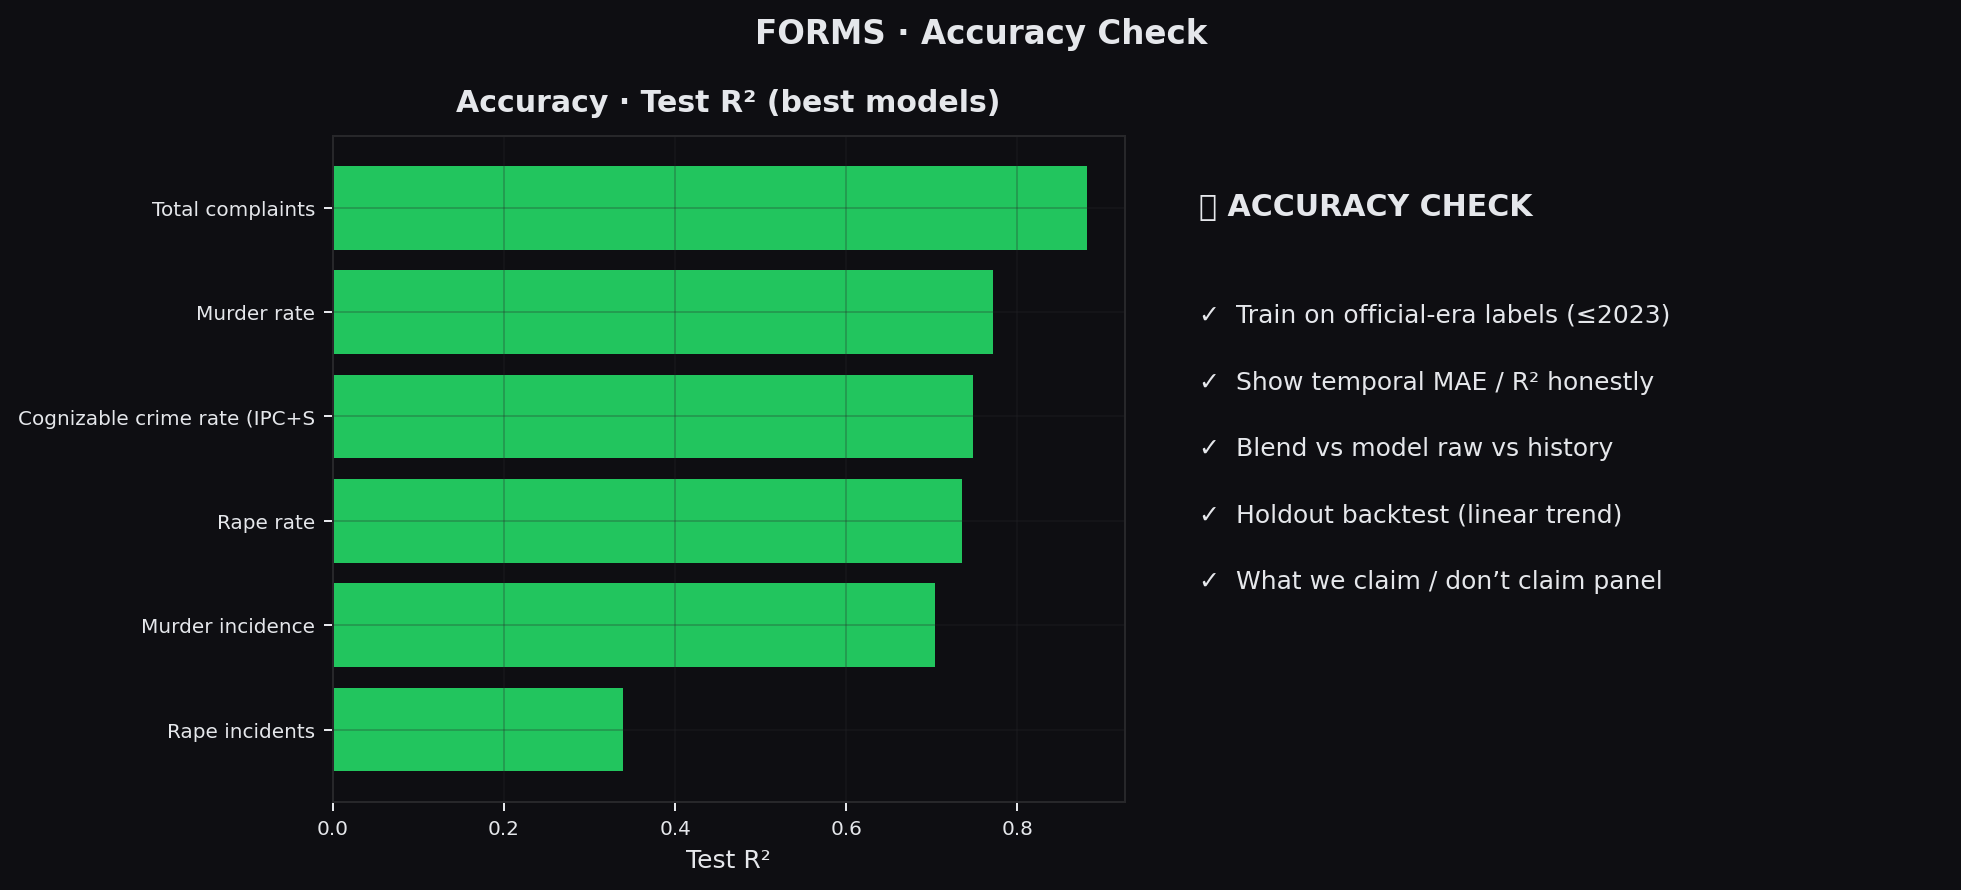 FORMS · Accuracy Check
Accuracy · Test R² (best models)
Total complaints
Murder rate
Cognizable crime rate (IPC+S
Rape rate
Murder incidence
Rape incidents
0.0 0.2 0.4 0.6 0.8
Test R²
ACCURACY CHECK
✓ Train on official-era labels (≤2023)
✓ Show temporal MAE / R² honestly
✓ Blend vs model raw vs history
✓ Holdout backtest (linear trend)
✓ What we claim / don’t claim panel